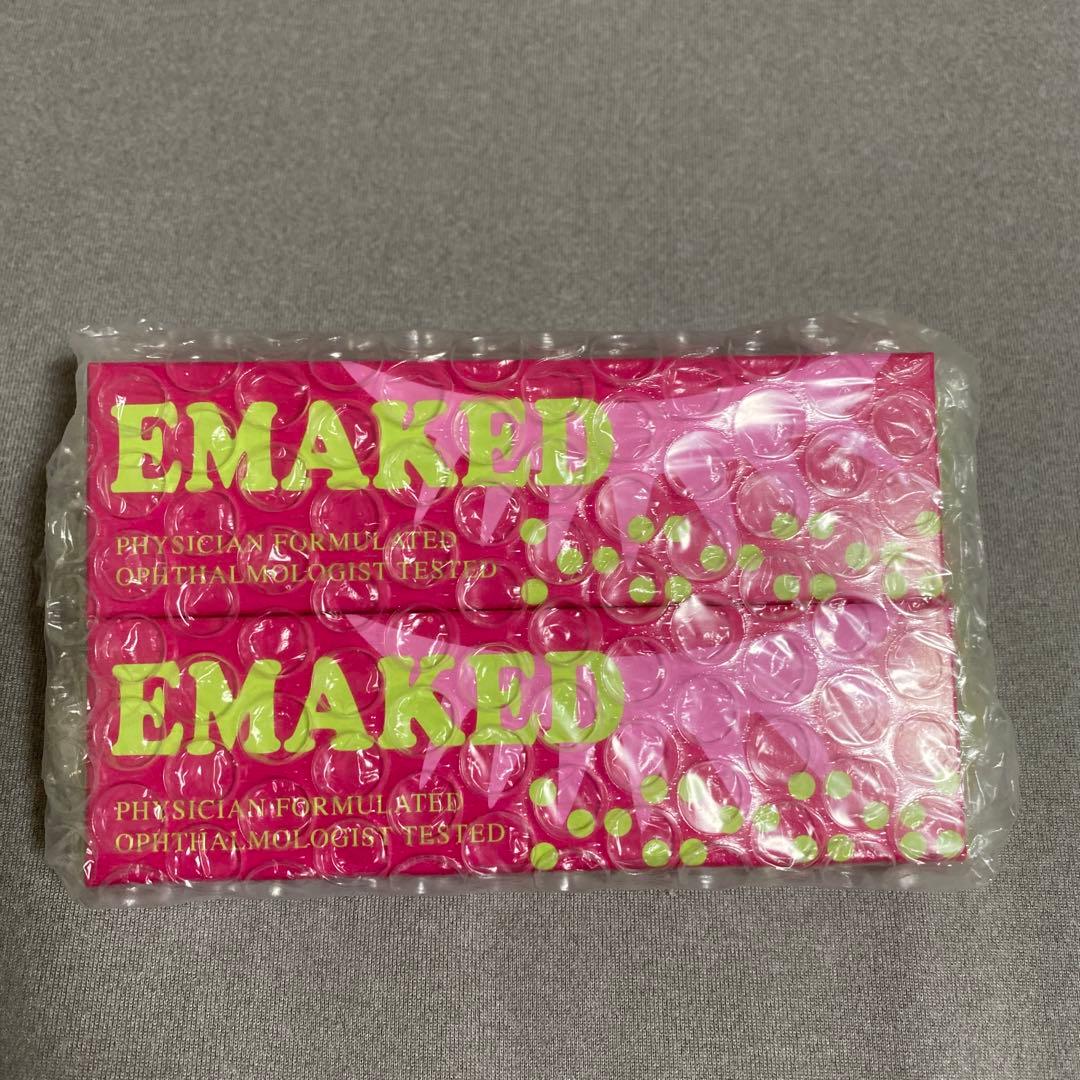 EMAKED
PHYSICIAN FORMULATED
OPHTHALMOLOGIST TESTED
EMAKED
PHYSICIAN FORMULATED
OPHTHALMOLOGIST TESTED